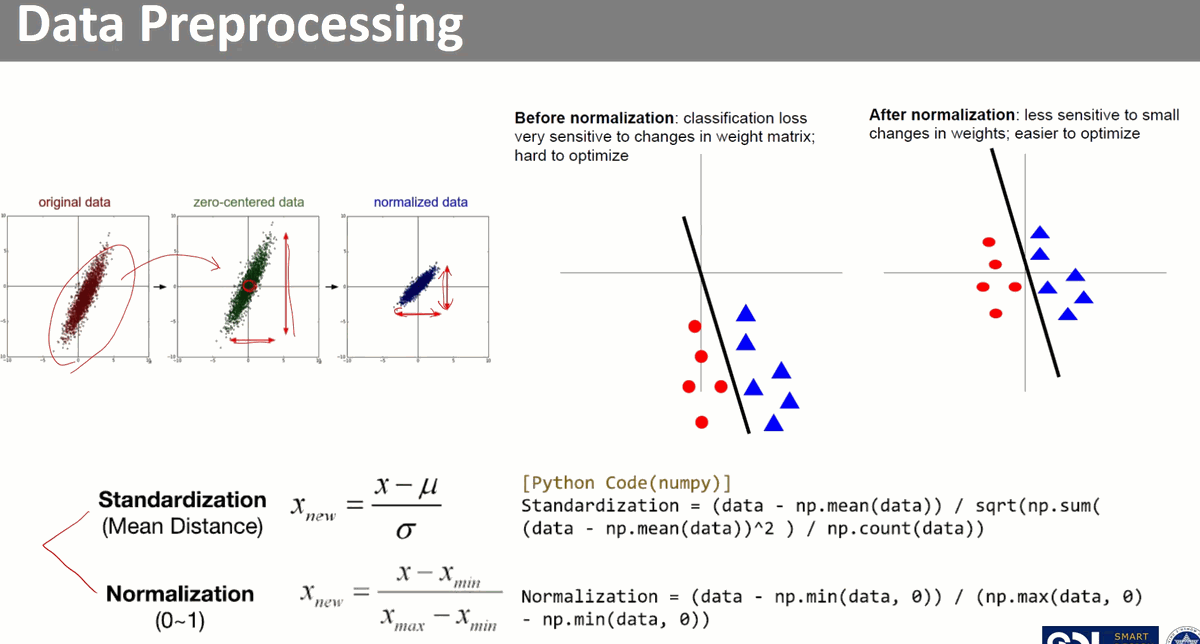 Data Preprocessing
Before normalization: classification loss
very sensitive to changes in weight matrix;
hard to optimize
After normalization: less sensitive to small
changes in weights; easier to optimize
original data
zero-centered data
normalized data
Standardization
(Mean Distance)
x_new = (x − μ) / σ
[Python Code(numpy)]
Standardization = (data - np.mean(data)) / sqrt(np.sum(
(data - np.mean(data))^2 ) / np.count(data))
Normalization
(0~1)
x_new = (x − x_min) / (x_max − x_min)
Normalization = (data - np.min(data, 0)) / (np.max(data, 0)
- np.min(data, 0))
SMART